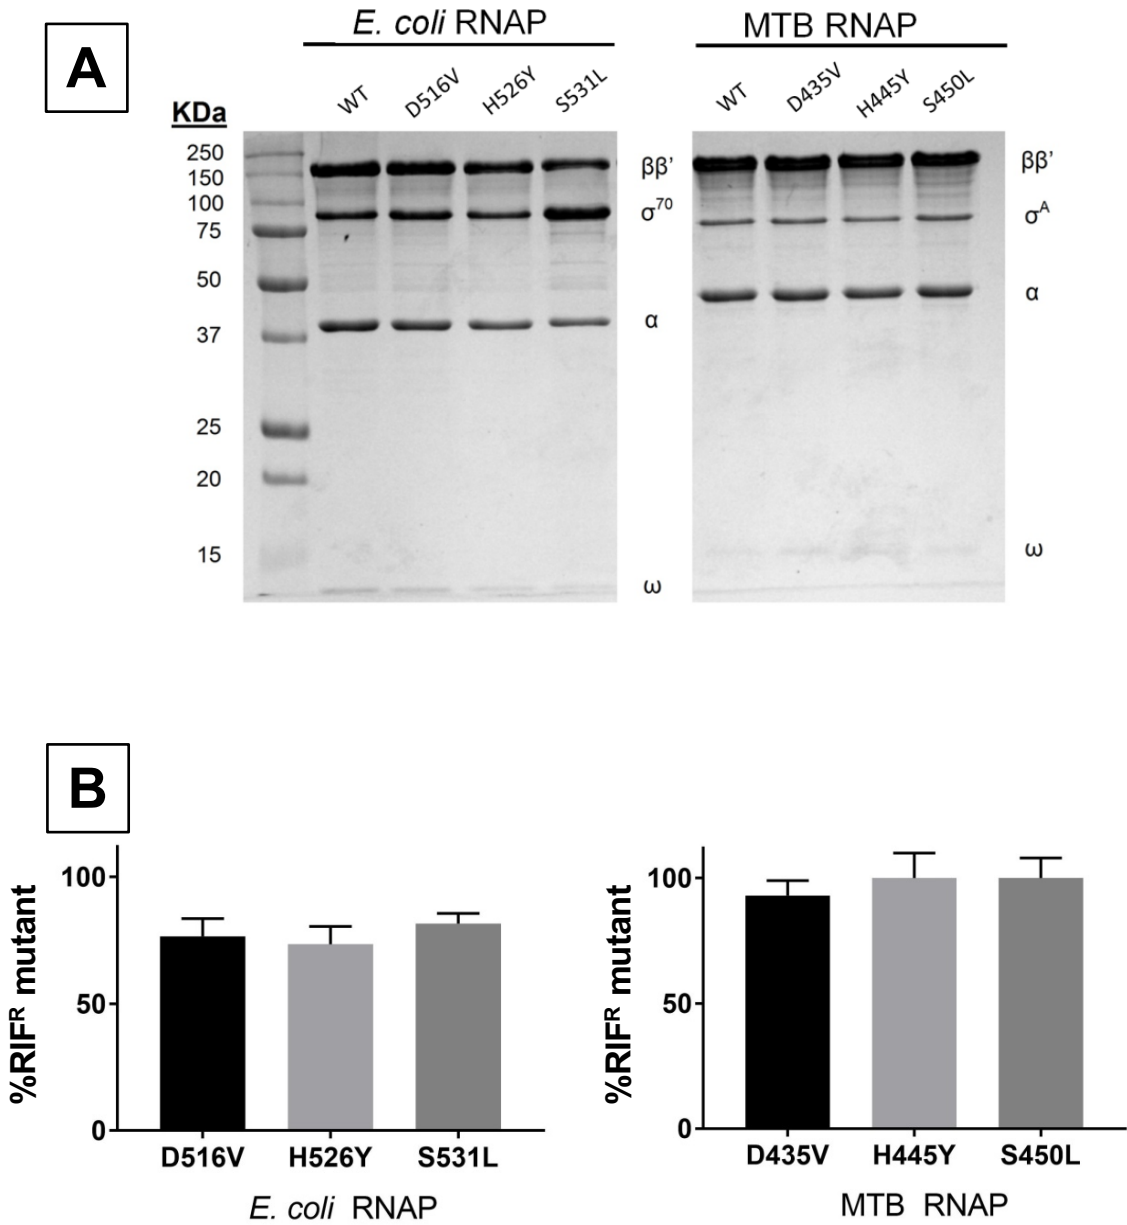 A
E. coli RNAP
MTB RNAP
KDa
WT
D516V
H526Y
S531L
WT
D435V
H445Y
S450L
250
150
100
75
50
37
25
20
15
ββ’
σ70
α
ω
ββ’
σA
α
ω
B
%RIFR mutant
100
50
0
D516V H526Y S531L
E. coli RNAP
%RIFR mutant
100
50
0
D435V H445Y S450L
MTB RNAP